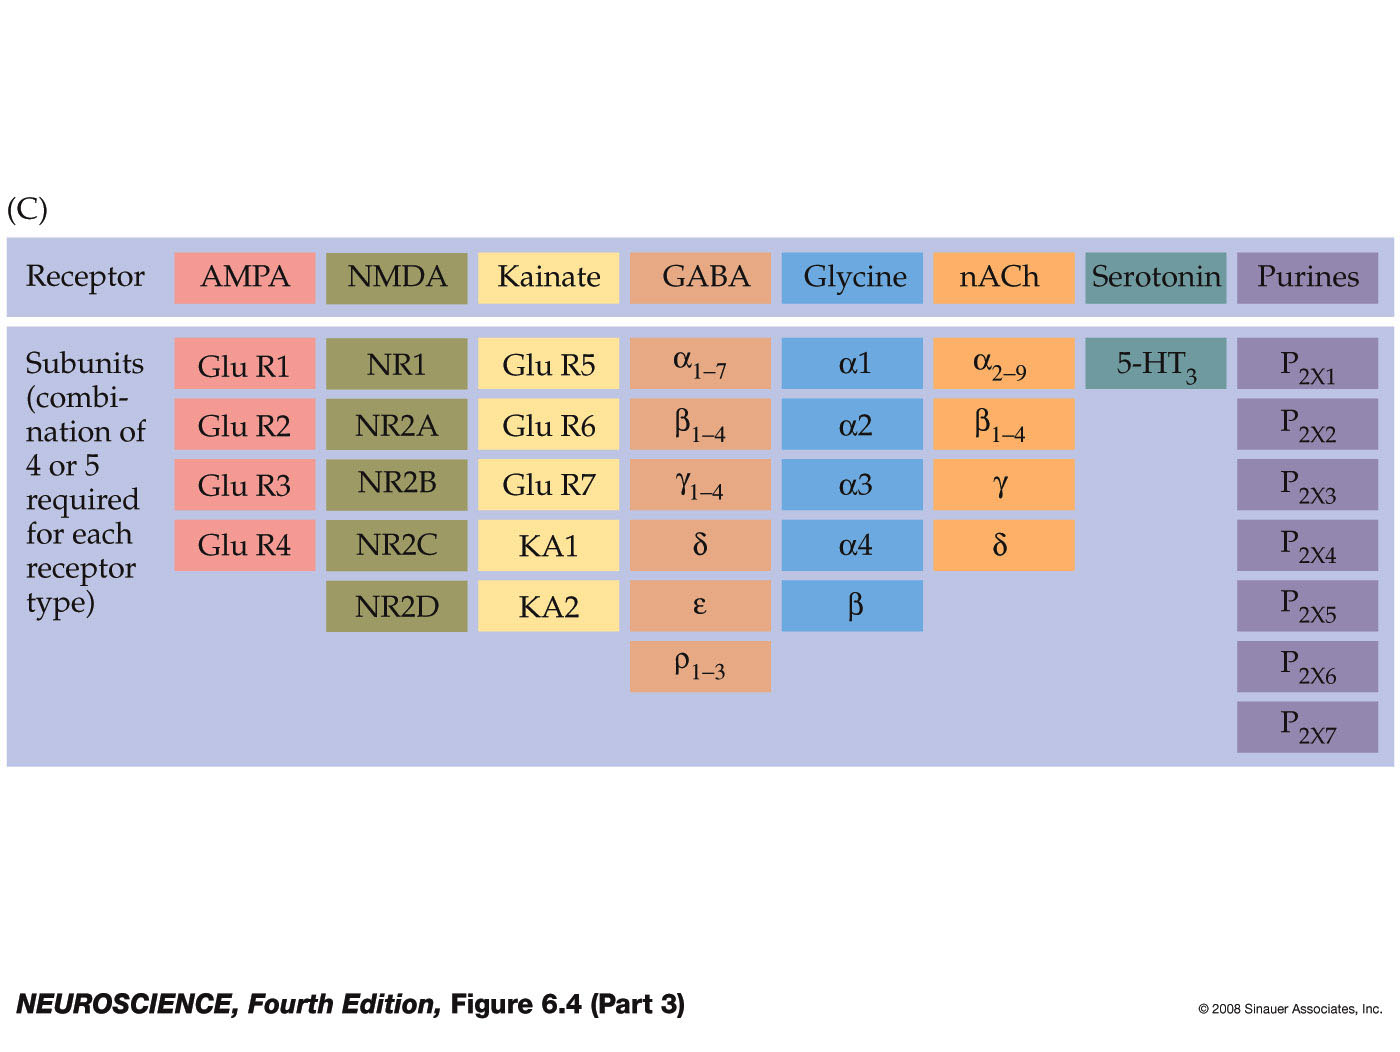 (C)
Receptor AMPA NMDA Kainate GABA Glycine nACh Serotonin Purines
Subunits (combi- nation of 4 or 5 required for each receptor type)
Glu R1 NR1 Glu R5 α1–7 α1 α2–9 5-HT3 P2X1
Glu R2 NR2A Glu R6 β1–4 α2 β1–4 P2X2
Glu R3 NR2B Glu R7 γ1–4 α3 γ P2X3
Glu R4 NR2C KA1 δ α4 δ P2X4
NR2D KA2 ε β P2X5
ρ1–3 P2X6
P2X7
NEUROSCIENCE, Fourth Edition, Figure 6.4 (Part 3)
© 2008 Sinauer Associates, Inc.